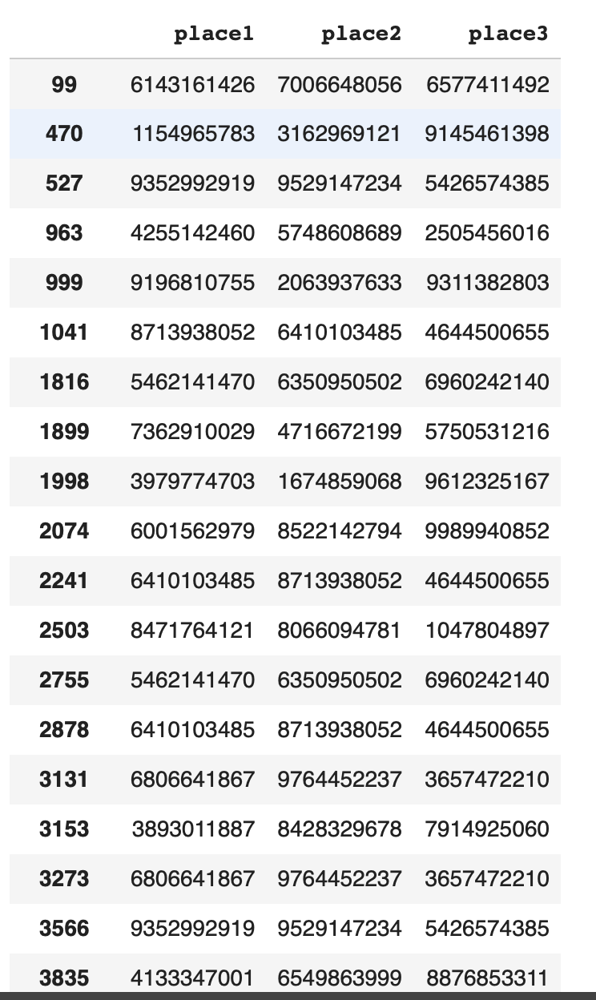 place1 place2 place3
99 6143161426 7006648056 6577411492
470 1154965783 3162969121 9145461398
527 9352992919 9529147234 5426574385
963 4255142460 5748608689 2505456016
999 9196810755 2063937633 9311382803
1041 8713938052 6410103485 4644500655
1816 5462141470 6350950502 6960242140
1899 7362910029 4716672199 5750531216
1998 3979774703 1674859068 9612325167
2074 6001562979 8522142794 9989940852
2241 6410103485 8713938052 4644500655
2503 8471764121 8066094781 1047804897
2755 5462141470 6350950502 6960242140
2878 6410103485 8713938052 4644500655
3131 6806641867 9764452237 3657472210
3153 3893011887 8428329678 7914925060
3273 6806641867 9764452237 3657472210
3566 9352992919 9529147234 5426574385
3835 4133347001 6549863999 8876853311